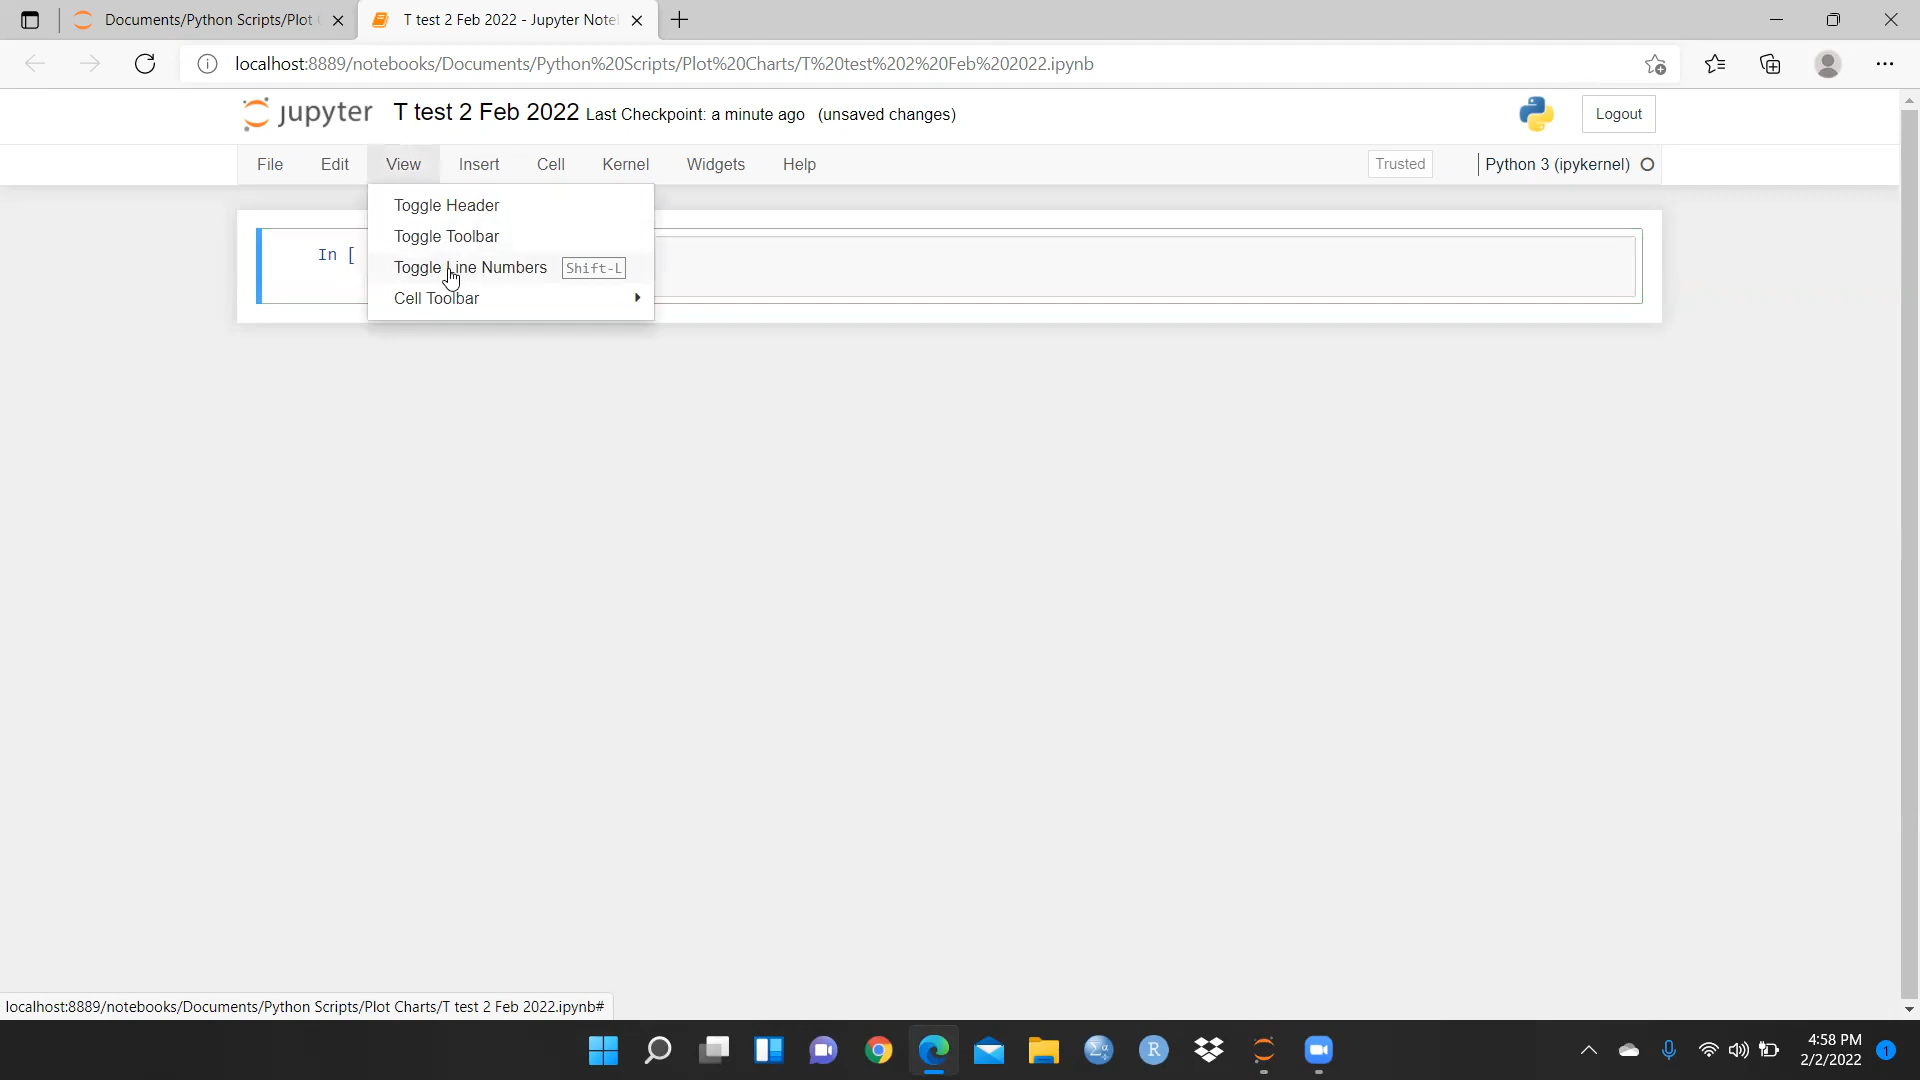 Documents/Python Scripts/Plot
T test 2 Feb 2022 - Jupyter Note
localhost:8889/notebooks/Documents/Python%20Scripts/Plot%20Charts/T%20test%202%20Feb%202022.ipynb
jupyter T test 2 Feb 2022 Last Checkpoint: a minute ago (unsaved changes)
Logout
File Edit View Insert Cell Kernel Widgets Help
Trusted
Python 3 (ipykernel)
Toggle Header
Toggle Toolbar
Toggle Line Numbers Shift-L
Cell Toolbar
In [
localhost:8889/notebooks/Documents/Python Scripts/Plot Charts/T test 2 Feb 2022.ipynb#
Σα
R
4:58 PM
2/2/2022
1